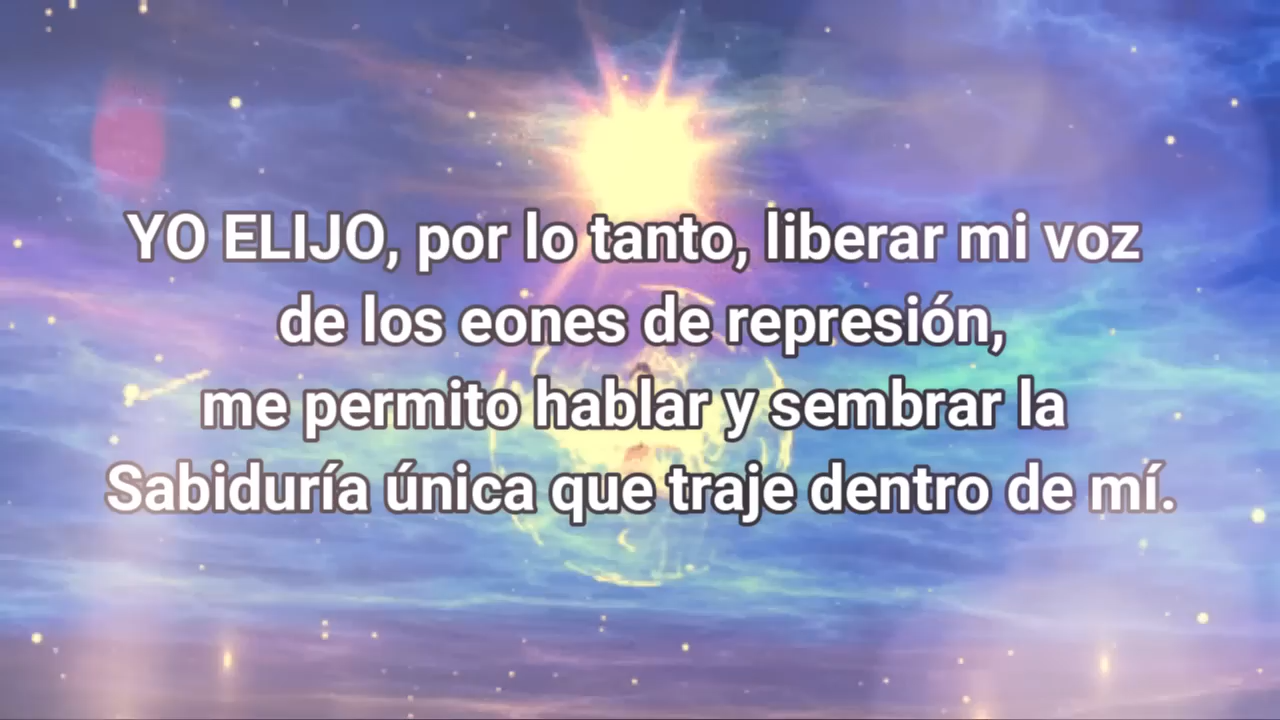 YO ELIJO, por lo tanto, liberar mi voz
de los eones de represión,
me permito hablar y sembrar la
Sabiduría única que traje dentro de mí.